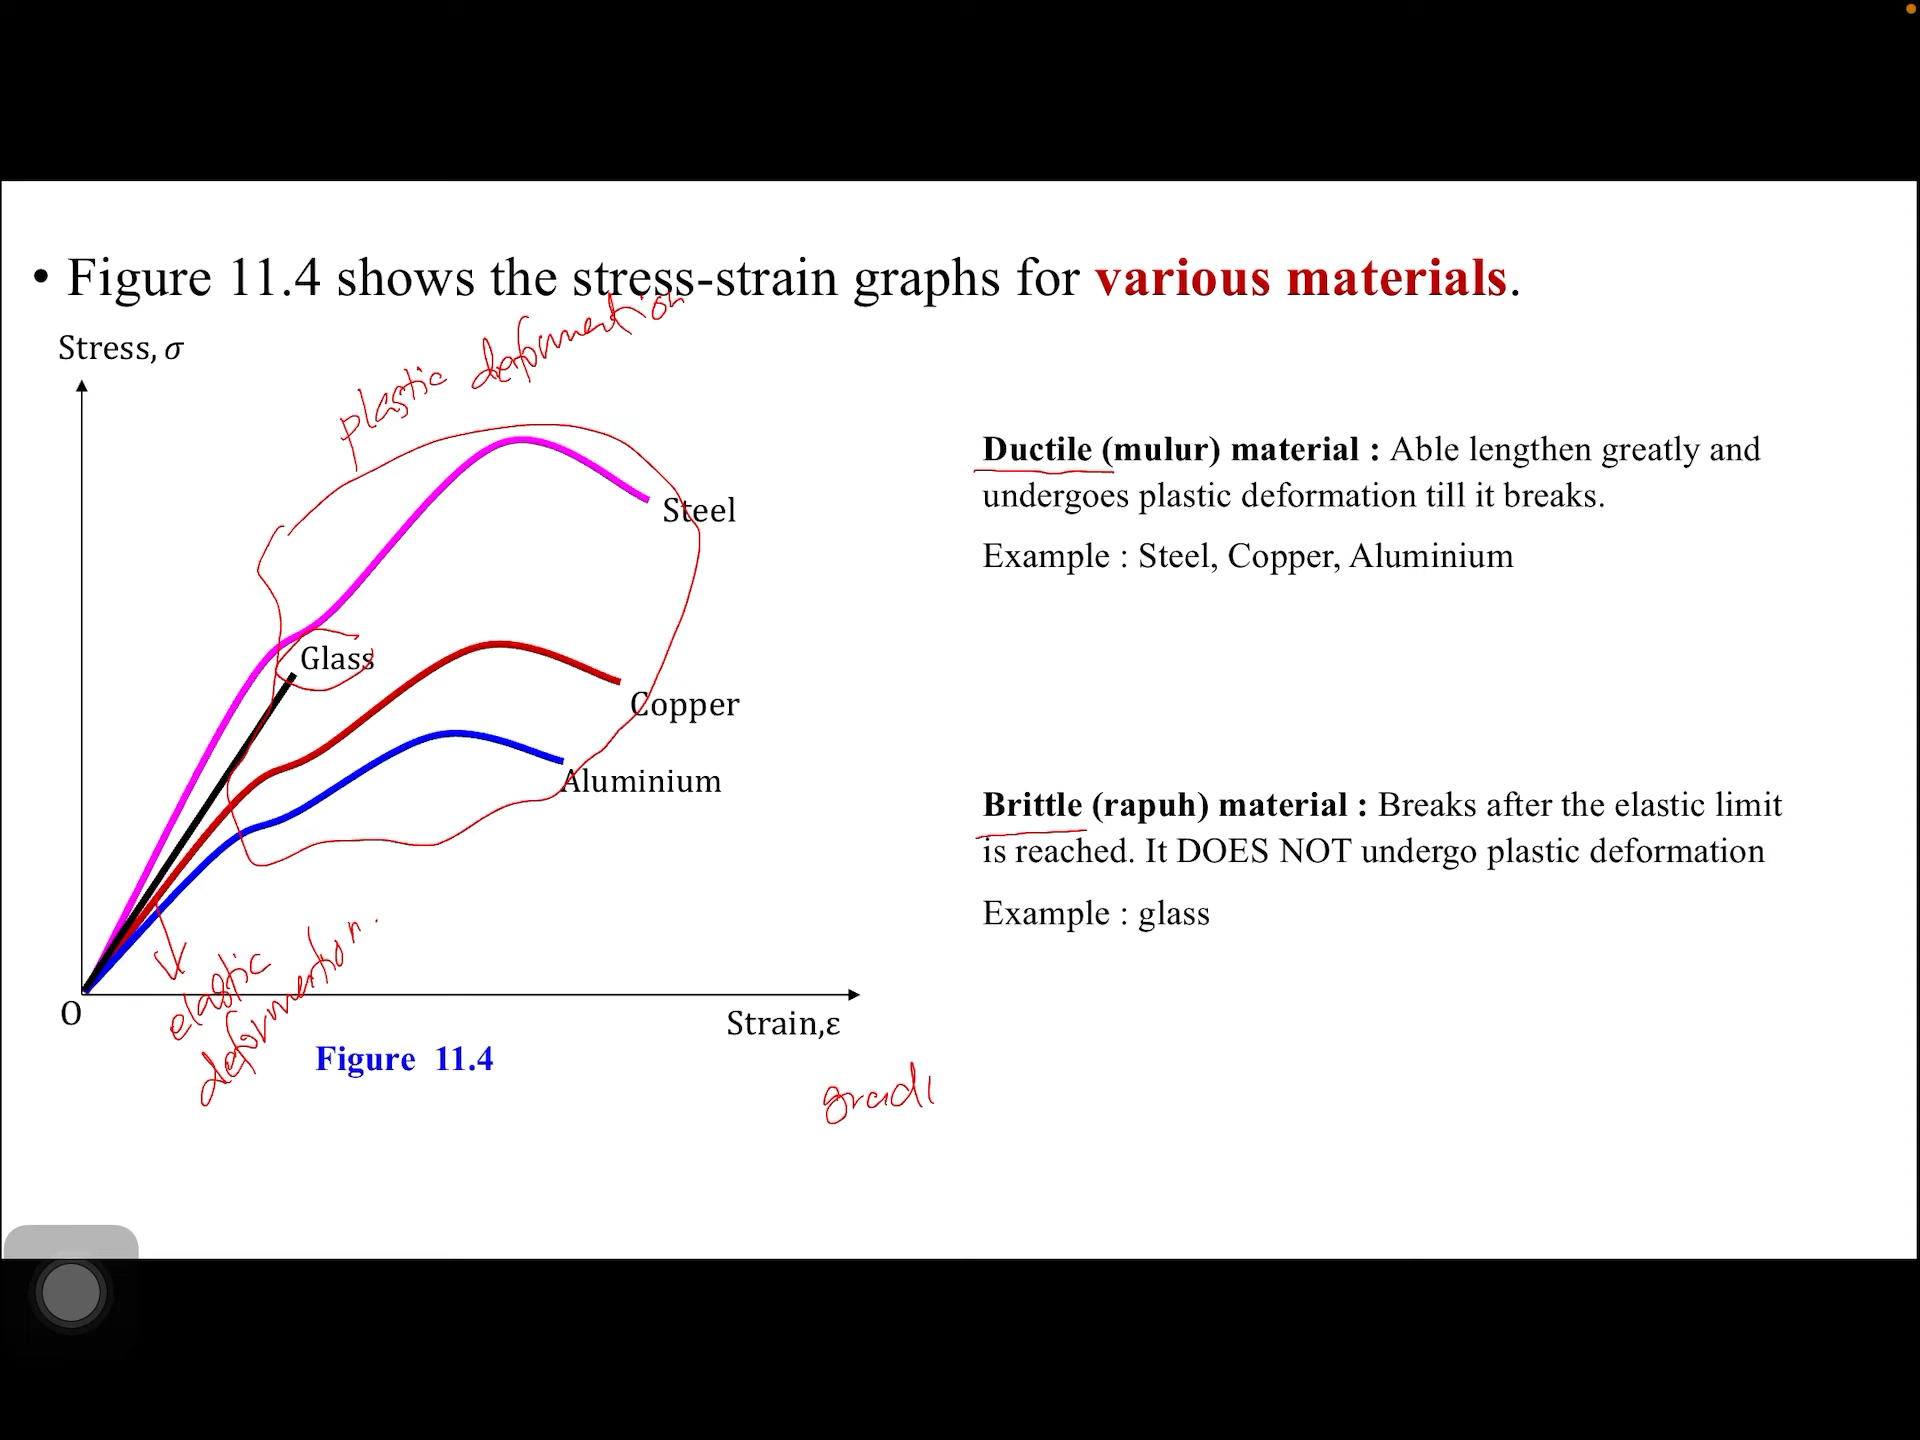 • Figure 11.4 shows the stress-strain graphs for various materials.
plastic deformation
Stress, σ
Steel
Glass
Copper
Aluminium
elastic
deformation.
O
Strain,ε
Figure 11.4
gradi
Ductile (mulur) material : Able lengthen greatly and
undergoes plastic deformation till it breaks.
Example : Steel, Copper, Aluminium
Brittle (rapuh) material : Breaks after the elastic limit
is reached. It DOES NOT undergo plastic deformation
Example : glass